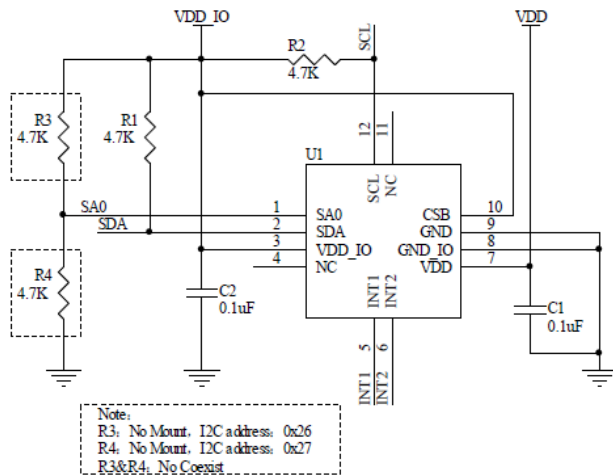 VDD_IO
VDD
SCL
R2
4.7K
R3
4.7K
R1
4.7K
12
11
U1
SCL
NC
SA0
1
SA0
CSB
10
SDA
2
SDA
GND
9
3
VDD_IO
GND_IO
8
4
NC
VDD
7
R4
4.7K
INT1
INT2
C2
0.1uF
C1
0.1uF
5
6
INT1
INT2
Note:
R3: No Mount, I2C address: 0x26
R4: No Mount, I2C address: 0x27
R3&R4: No Coexist